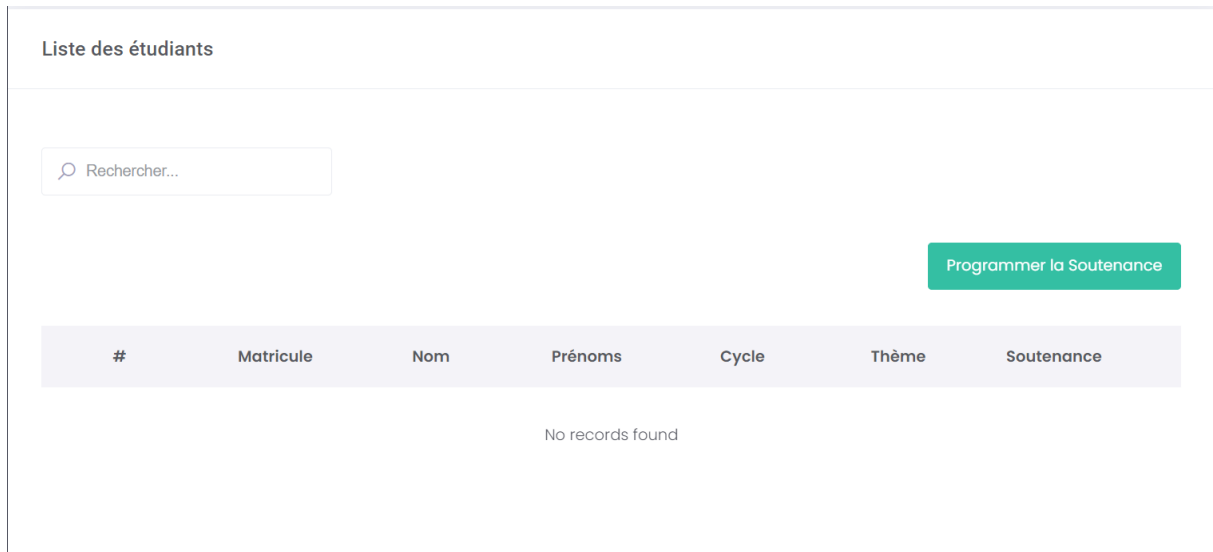 Liste des étudiants
Rechercher...
Programmer la Soutenance
# Matricule Nom Prénoms Cycle Thème Soutenance
No records found